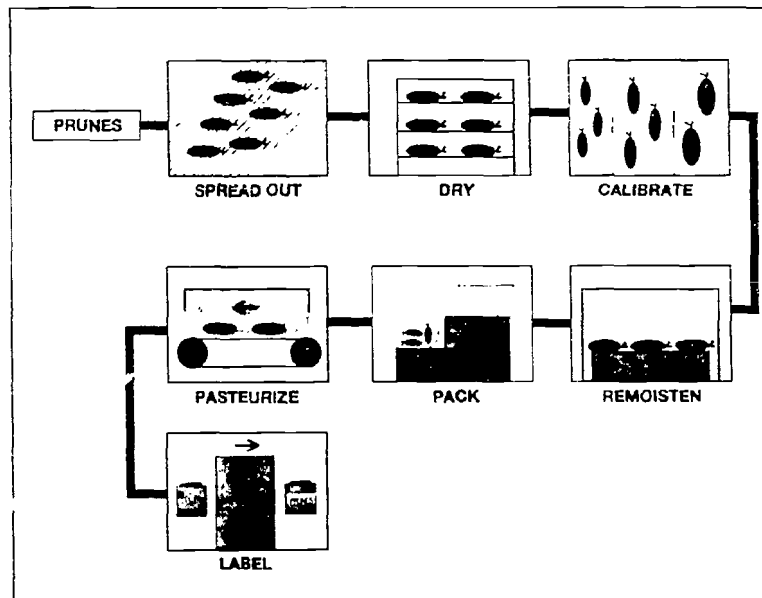 PRUNES
SPREAD OUT
DRY
CALIBRATE
REMOISTEN
PACK
PASTEURIZE
LABEL